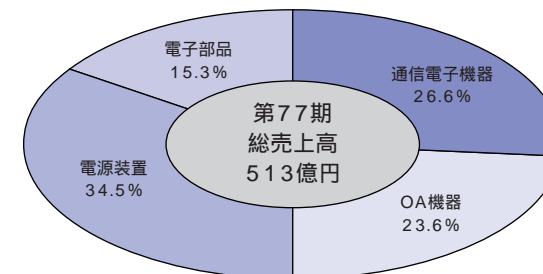 電子部品
15.3%
通信電子機器
26.6%
第77期
総売上高
513億円
電源装置
34.5%
OA機器
23.6%